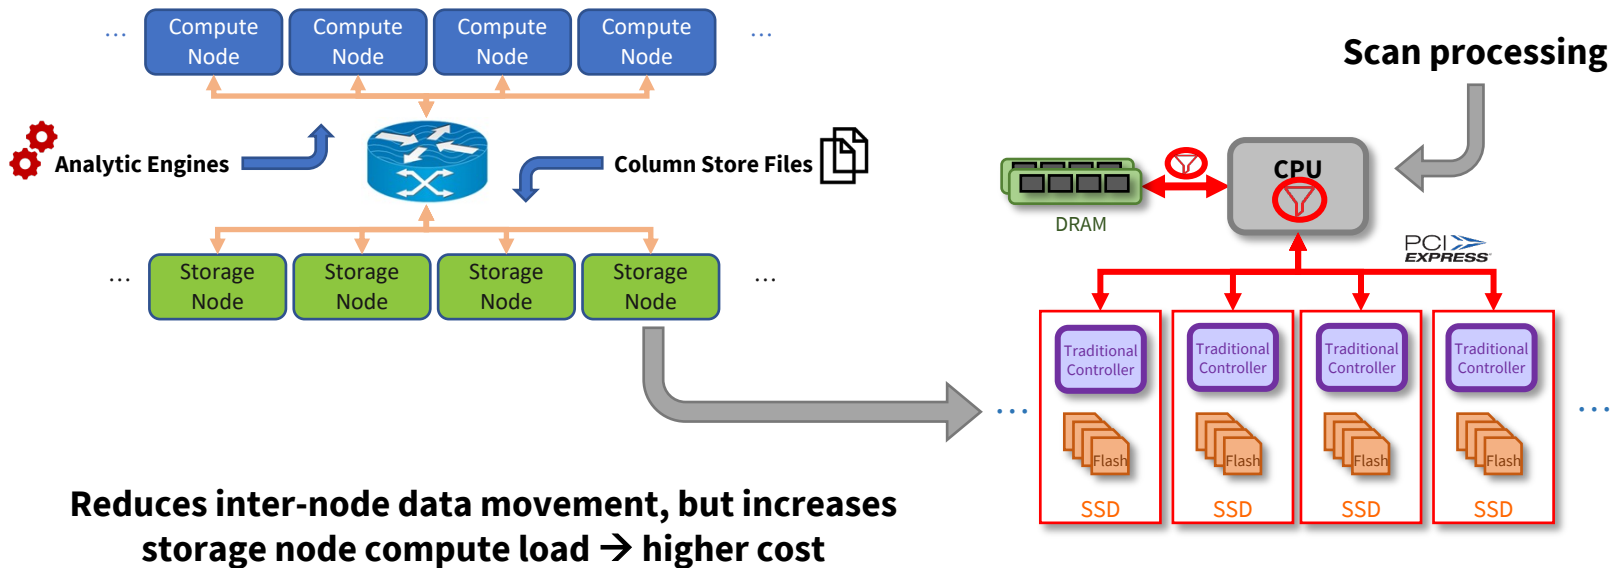 ...
Compute
Node
Compute
Node
Compute
Node
Compute
Node
...
Analytic Engines
Column Store Files
...
Storage
Node
Storage
Node
Storage
Node
Storage
Node
...
Reduces inter-node data movement, but increases
storage node compute load → higher cost
Scan processing
CPU
DRAM
PCI
EXPRESS
...
Traditional
Controller
Flash
SSD
Traditional
Controller
Flash
SSD
Traditional
Controller
Flash
SSD
Traditional
Controller
Flash
SSD
...